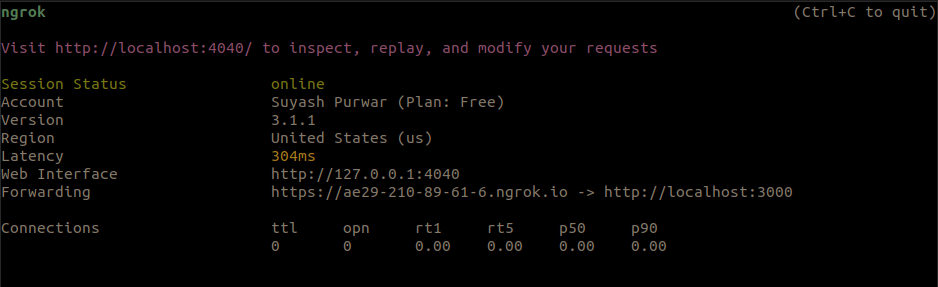 ngrok (Ctrl+C to quit)
Visit http://localhost:4040/ to inspect, replay, and modify your requests
Session Status online
Account Suyash Purwar (Plan: Free)
Version 3.1.1
Region United States (us)
Latency 304ms
Web Interface http://127.0.0.1:4040
Forwarding https://ae29-210-89-61-6.ngrok.io -> http://localhost:3000
Connections ttl opn rt1 rt5 p50 p90
0 0 0.00 0.00 0.00 0.00